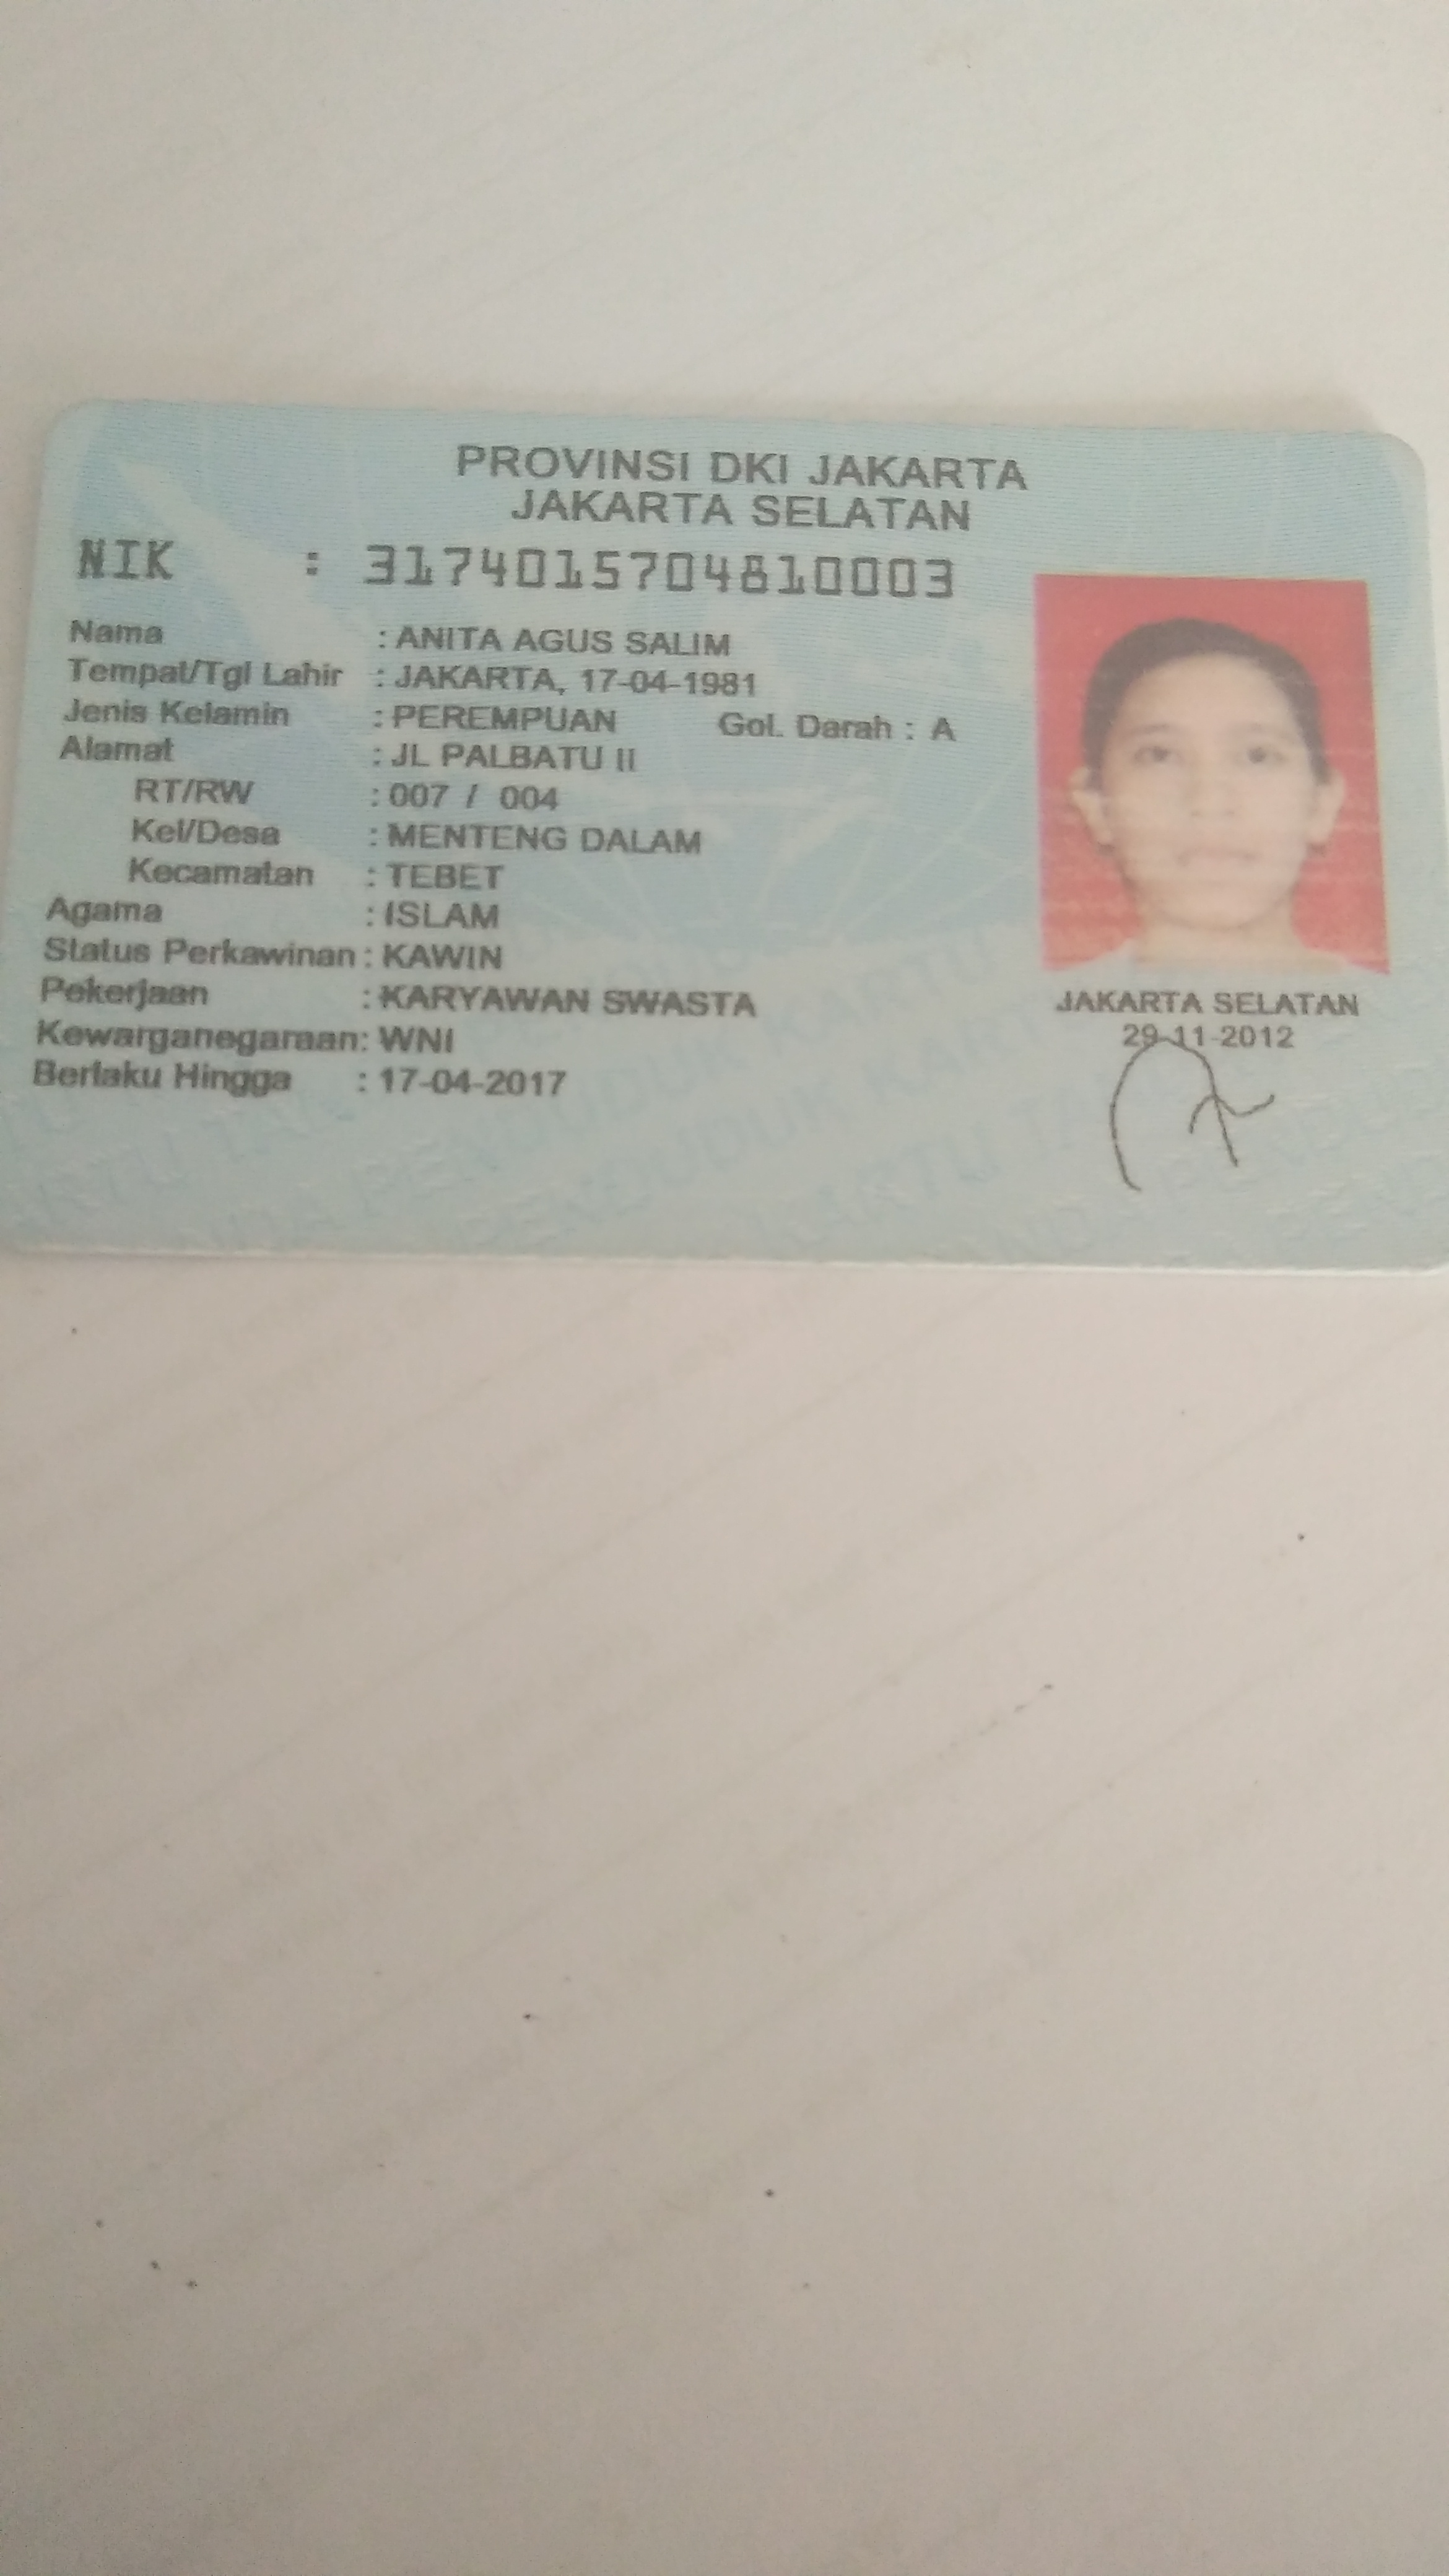 PROVINSI DKI JAKARTA
JAKARTA SELATAN
NIK : 3174015704810003
Nama : ANITA AGUS SALIM
Tempat/Tgl Lahir : JAKARTA, 17-04-1981
Jenis Kelamin : PEREMPUAN Gol. Darah : A
Alamat : JL PALBATU II
RT/RW : 007 / 004
Kel/Desa : MENTENG DALAM
Kecamatan : TEBET
Agama : ISLAM
Status Perkawinan : KAWIN
Pekerjaan : KARYAWAN SWASTA
Kewarganegaraan : WNI
Berlaku Hingga : 17-04-2017
JAKARTA SELATAN
29-11-2012